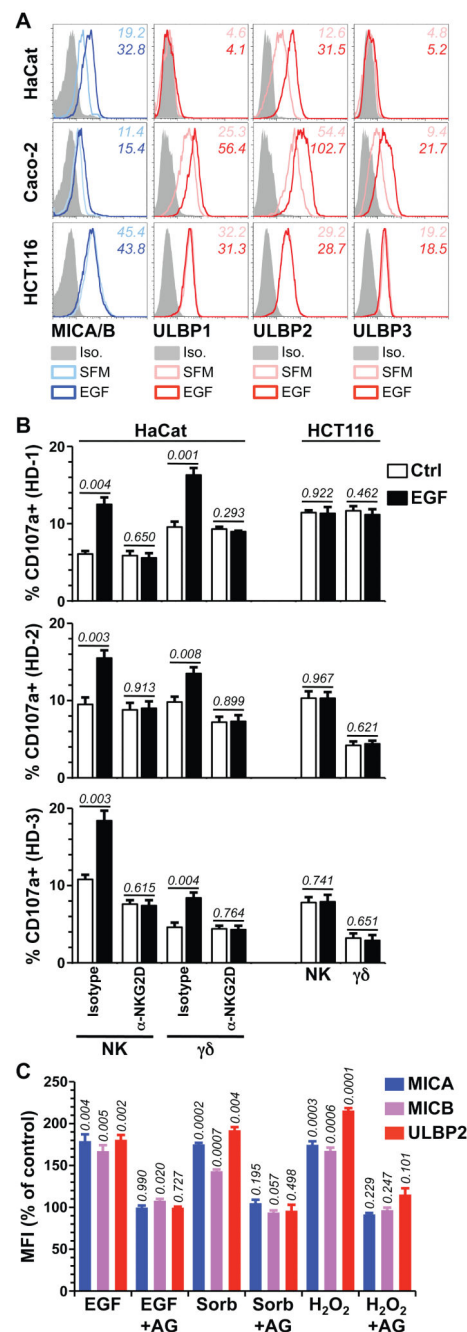 A
HaCat
19.2 4.6 12.6 4.8
32.8 4.1 31.5 5.2
Caco-2
11.4 25.3 54.4 9.4
15.4 56.4 102.7 21.7
HCT116
45.4 32.2 29.2 19.2
43.8 31.3 28.7 18.5
MICA/B ULBP1 ULBP2 ULBP3
Iso. Iso. Iso. Iso.
SFM SFM SFM SFM
EGF EGF EGF EGF
B
HaCat HCT116
% CD107a+ (HD-1)
20
10
0
0.004 0.650 0.001 0.293 0.922 0.462
Ctrl
EGF
% CD107a+ (HD-2)
20
10
0
0.003 0.913 0.008 0.899 0.967 0.621
% CD107a+ (HD-3)
20
10
0
0.003 0.615 0.004 0.764 0.741 0.651
Isotype α-NKG2D Isotype α-NKG2D NK γδ
NK γδ
C
MFI (% of control)
250
200
150
100
50
0
0.004 0.005 0.002 0.990 0.020 0.727 0.0002 0.0007 0.004 0.195 0.057 0.498 0.0003 0.0006 0.0001 0.229 0.247 0.101
MICA
MICB
ULBP2
EGF EGF Sorb Sorb H₂O₂ H₂O₂
+AG +AG +AG